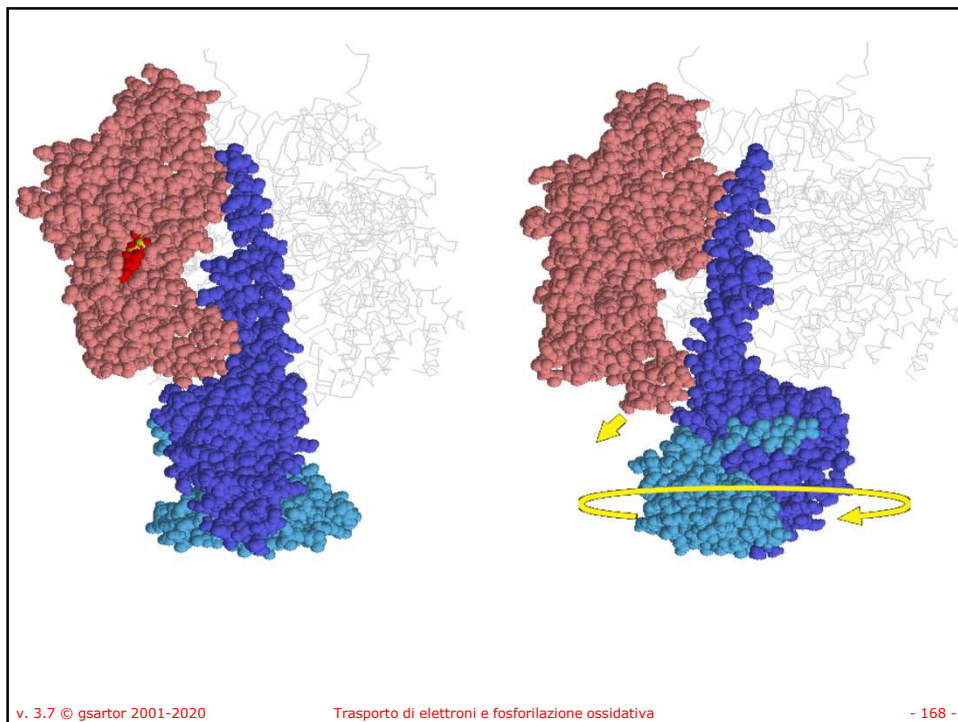 v. 3.7 © gsartor 2001-2020 Trasporto di elettroni e fosforilazione ossidativa - 168 -